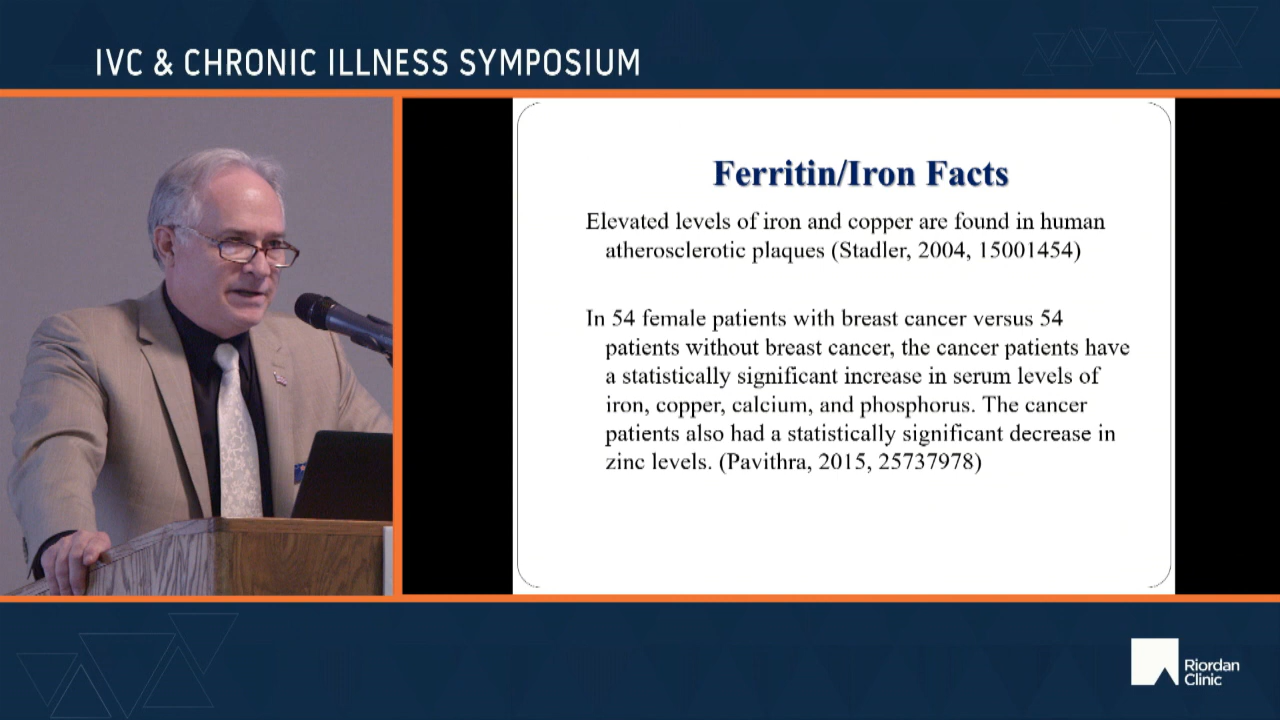 IVC & CHRONIC ILLNESS SYMPOSIUM
Ferritin/Iron Facts
Elevated levels of iron and copper are found in human
atherosclerotic plaques (Stadler, 2004, 15001454)
In 54 female patients with breast cancer versus 54
patients without breast cancer, the cancer patients have
a statistically significant increase in serum levels of
iron, copper, calcium, and phosphorus. The cancer
patients also had a statistically significant decrease in
zinc levels. (Pavithra, 2015, 25737978)
Riordan
Clinic